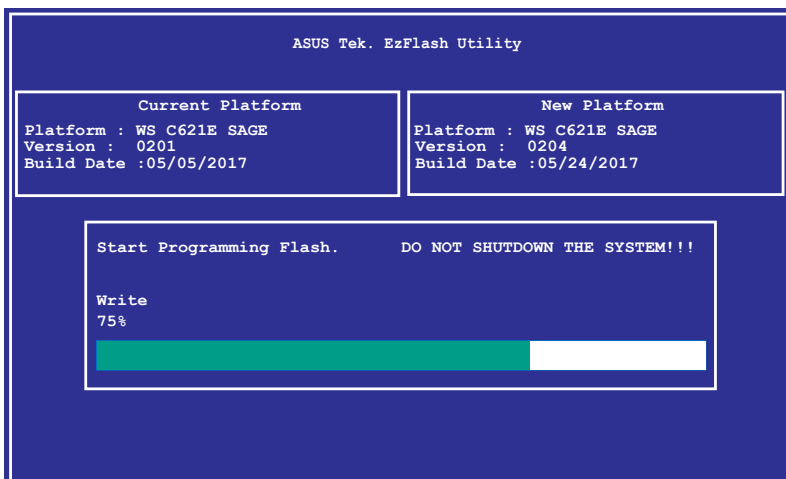 ASUS Tek. EzFlash Utility
Current Platform
Platform : WS C621E SAGE
Version : 0201
Build Date :05/05/2017
New Platform
Platform : WS C621E SAGE
Version : 0204
Build Date :05/24/2017
Start Programming Flash. DO NOT SHUTDOWN THE SYSTEM!!!
Write
75%